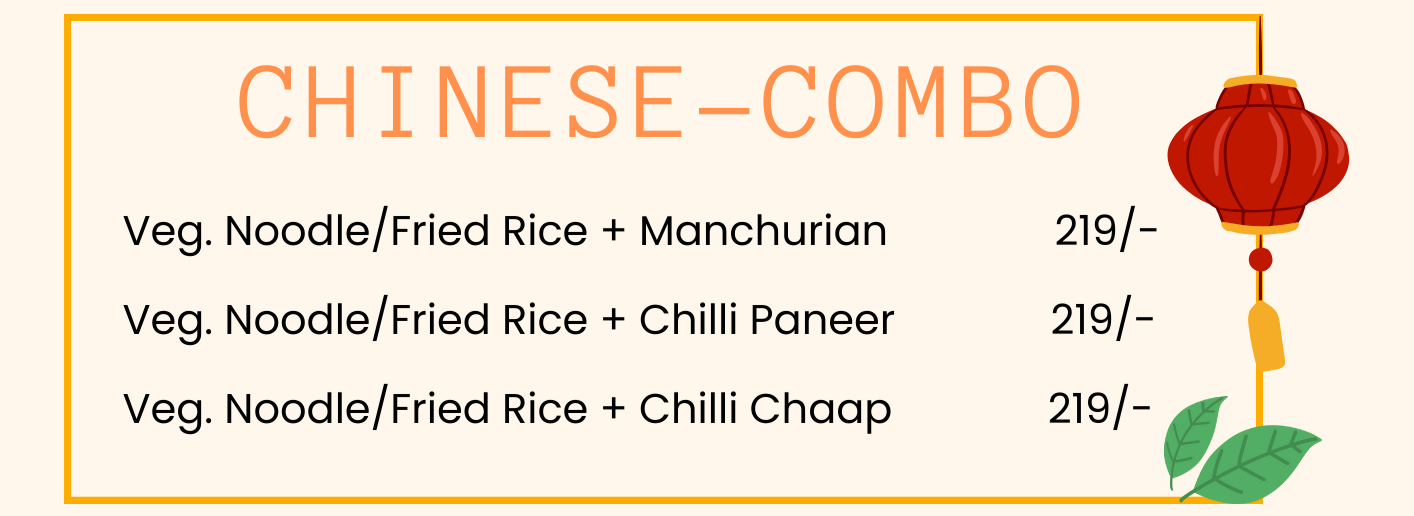 CHINESE-COMBO
Veg. Noodle/Fried Rice + Manchurian 219/-
Veg. Noodle/Fried Rice + Chilli Paneer 219/-
Veg. Noodle/Fried Rice + Chilli Chaap 219/-